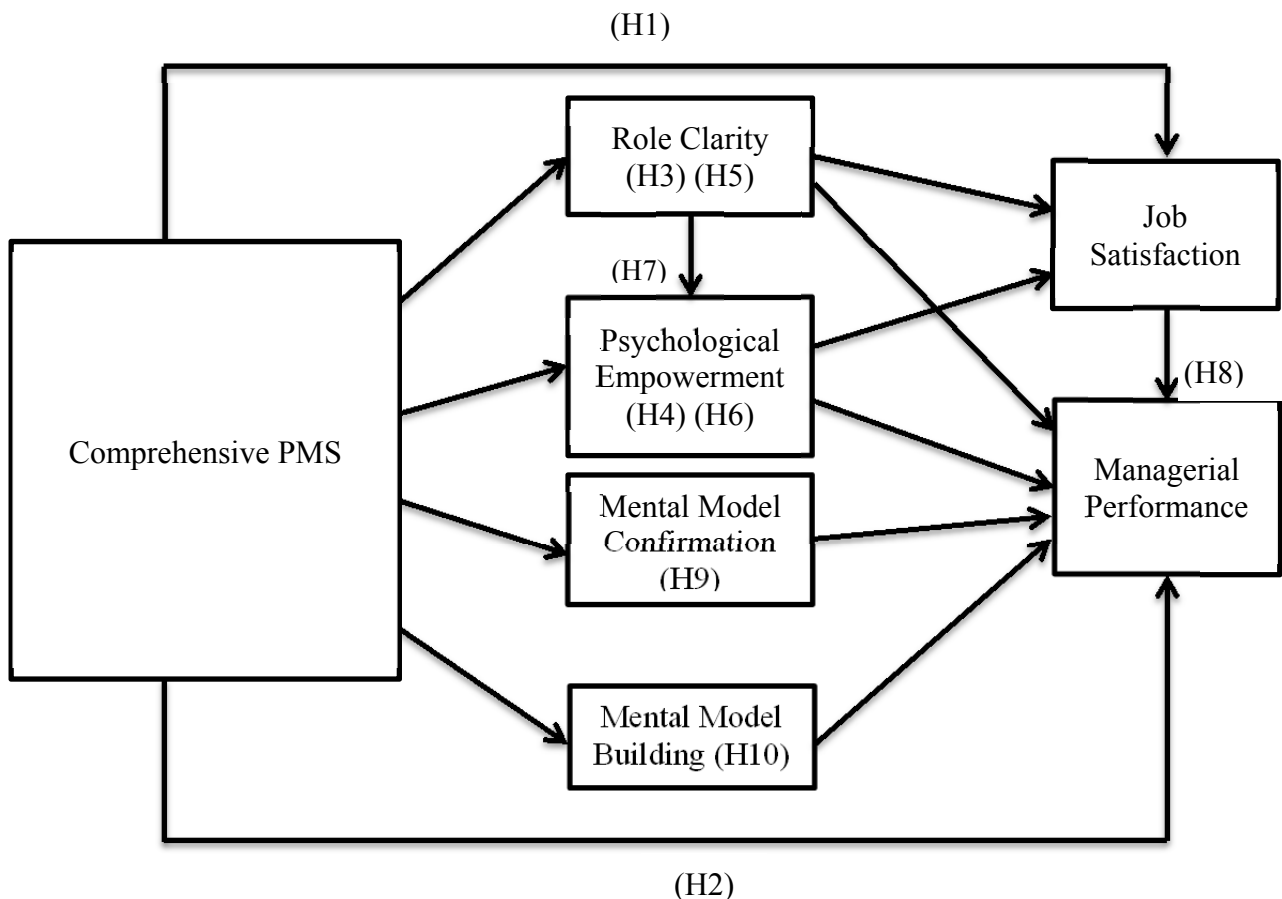 (H1)
Role Clarity
(H3) (H5)
Job
Satisfaction
(H7)
Psychological
Empowerment
(H4) (H6)
(H8)
Comprehensive PMS
Managerial
Performance
Mental Model
Confirmation
(H9)
Mental Model
Building (H10)
(H2)